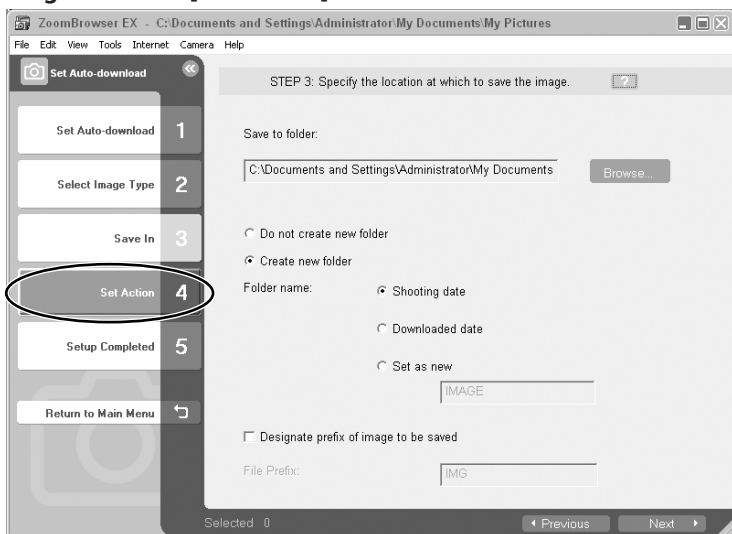 ZoomBrowser EX - C:\Documents and Settings\Administrator\My Documents\My Pictures
File Edit View Tools Internet Camera Help
Set Auto-download
STEP 3: Specify the location at which to save the image. ?
Set Auto-download 1
Select Image Type 2
Save In 3
Set Action 4
Setup Completed 5
Return to Main Menu
Save to folder:
C:\Documents and Settings\Administrator\My Documents
Browse...
Do not create new folder
Create new folder
Folder name:
Shooting date
Downloaded date
Set as new
IMAGE
Designate prefix of image to be saved
File Prefix:
IMG
Selected 0
Previous
Next